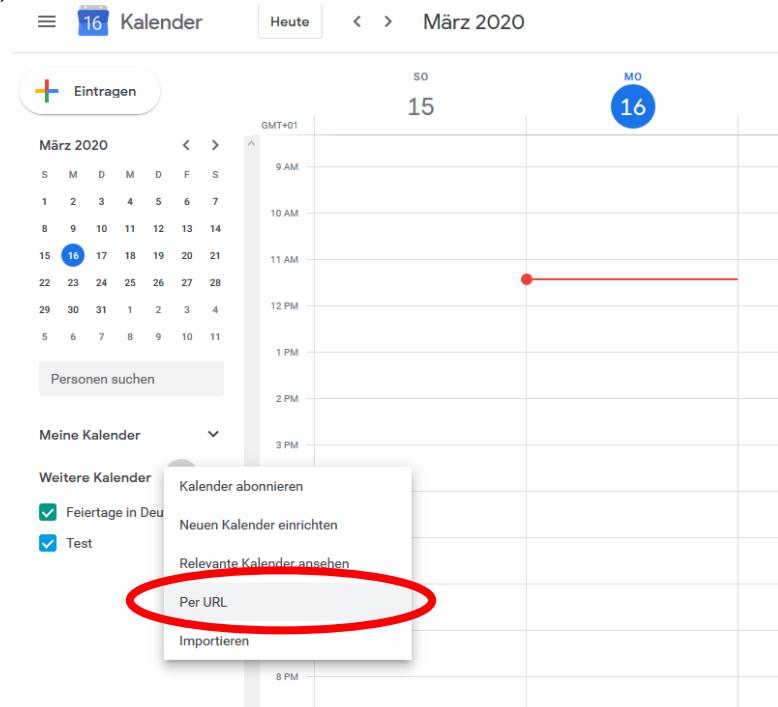 16 Kalender Heute < > März 2020
Eintragen
SO MO
15 16
GMT+01
März 2020 < >
S M D M D F S
1 2 3 4 5 6 7
8 9 10 11 12 13 14
15 16 17 18 19 20 21
22 23 24 25 26 27 28
29 30 31 1 2 3 4
5 6 7 8 9 10 11
Personen suchen
Meine Kalender
Weitere Kalender
Feiertage in Deu
Test
Kalender abonnieren
Neuen Kalender einrichten
Relevante Kalender ansehen
Per URL
Importieren
9 AM
10 AM
11 AM
12 PM
1 PM
2 PM
3 PM
8 PM